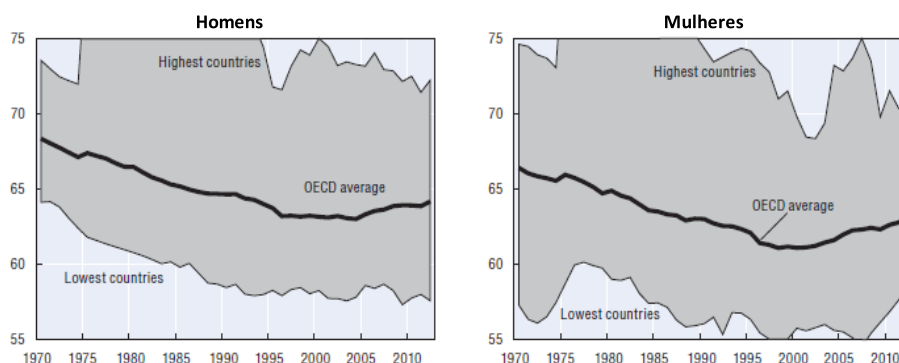 Homens
75
70
65
60
55
Highest countries
OECD average
Lowest countries
1970 1975 1980 1985 1990 1995 2000 2005 2010
Mulheres
75
70
65
60
55
Highest countries
OECD average
Lowest countries
1970 1975 1980 1985 1990 1995 2000 2005 2010